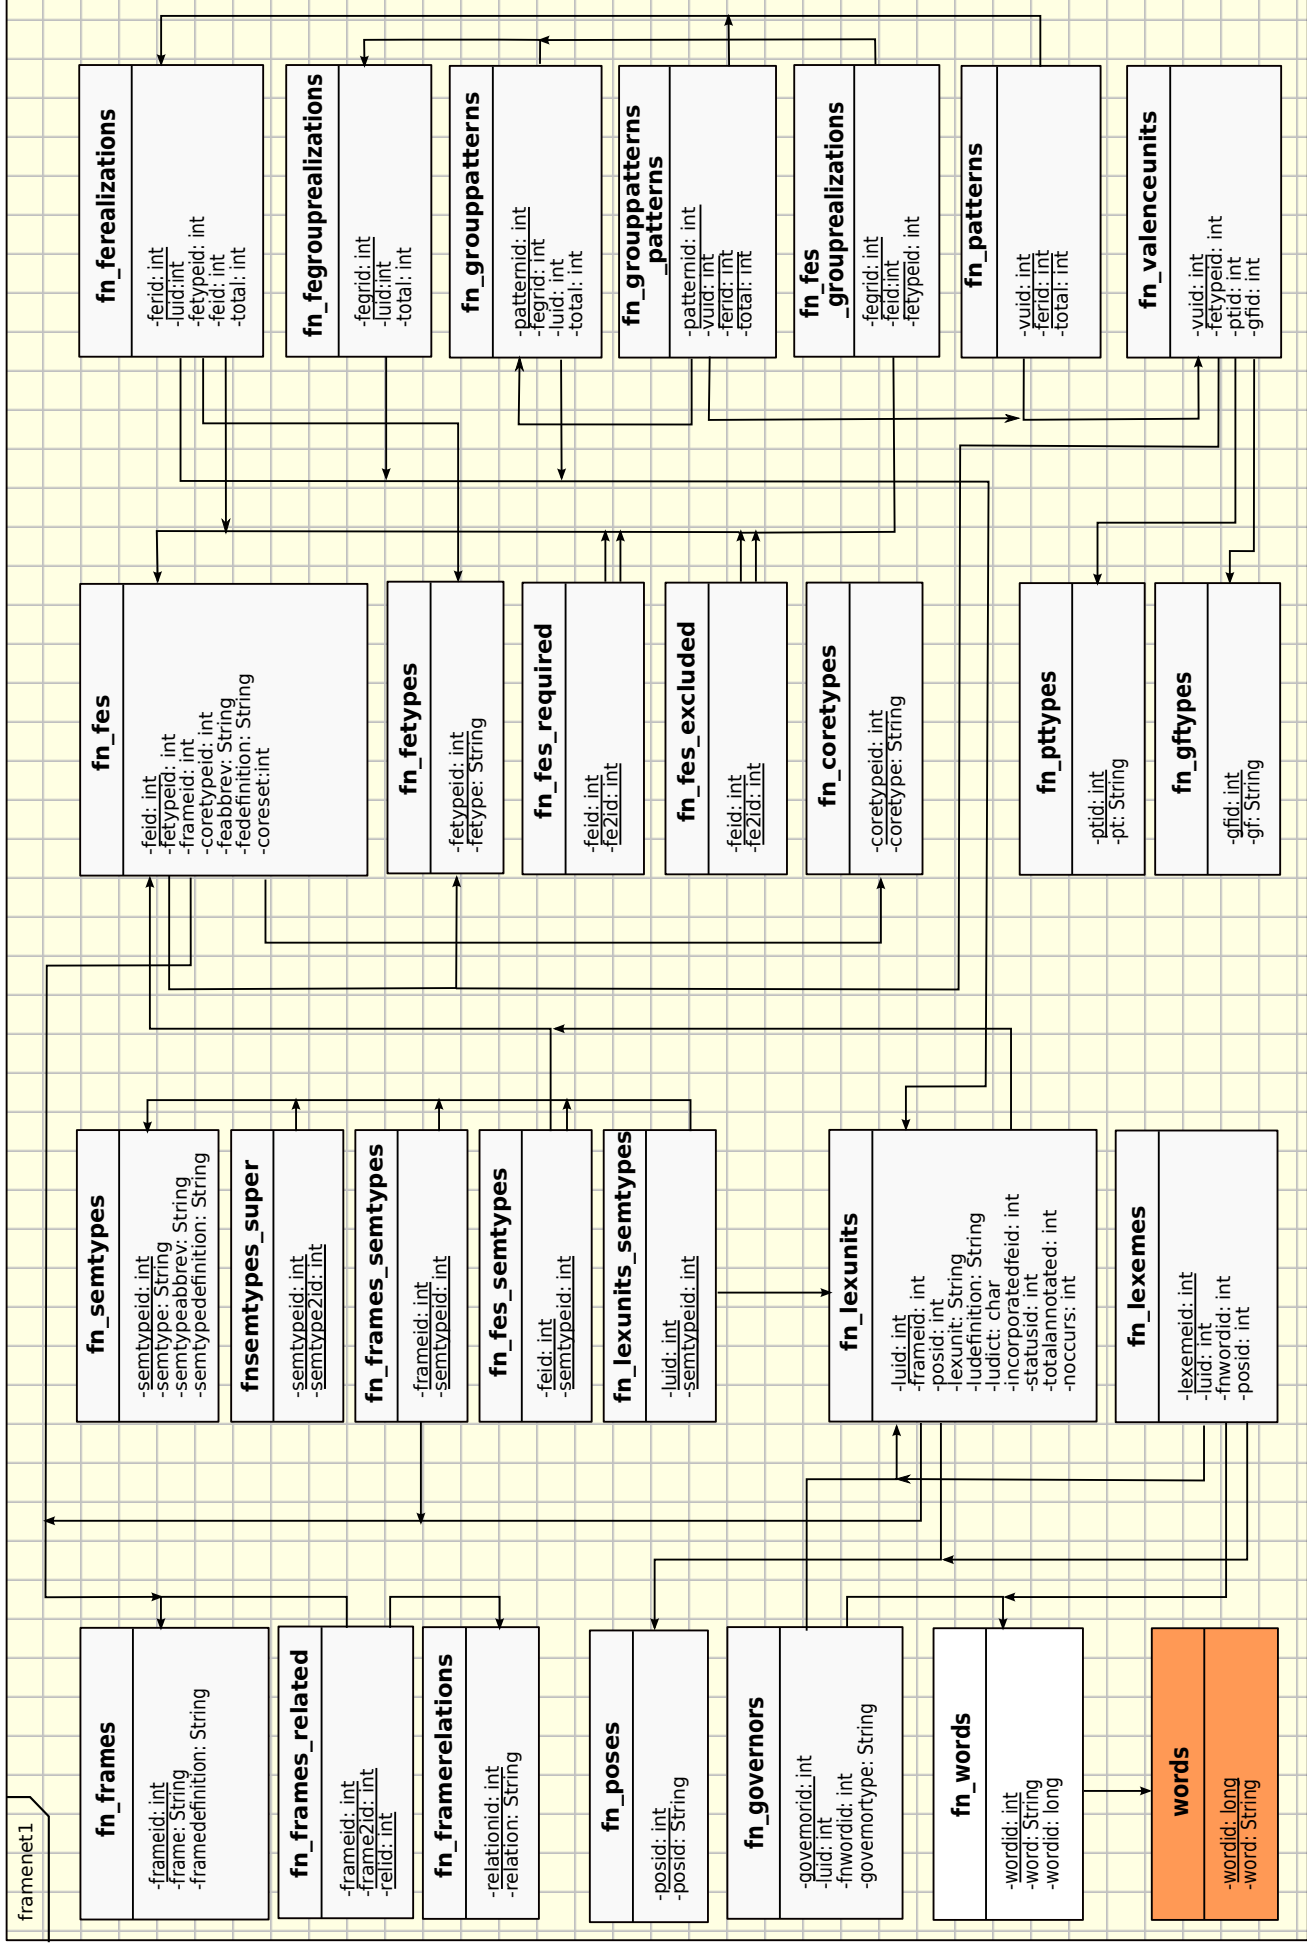 framenet1
fn_frames
-frameid: int
-frame: String
-framedefinition: String
fn_frames_related
-frameid: int
-frame2id: int
-relid: int
fn_framerelations
-relationid: int
-relation: String
fn_poses
-posid: int
-posid: String
fn_governors
-governorid: int
-luid: int
-fnwordid: int
-governortype: String
fn_words
-wordid: int
-word: String
-wordid: long
words
-wordid: long
-word: String
fn_semtypes
-semtypeid: int
-semtype: String
-semtypeabbrev: String
-semtypedefinition: String
fnsemtypes_super
-semtypeid: int
-semtype2id: int
fn_frames_semtypes
-frameid: int
-semtypeid: int
fn_fes_semtypes
-feid: int
-semtypeid: int
fn_lexunits_semtypes
-luid: int
-semtypeid: int
fn_lexunits
-luid: int
-frameid: int
-posid: int
-lexunit: String
-ludefinition: String
-ludict: char
-incorporatedfeid: int
-statusid: int
-totalannotated: int
-noccurs: int
fn_lexemes
-lexemeid: int
-luid: int
-fnwordid: int
-posid: int
fn_fes
-feid: int
-fetypeid: int
-frameid: int
-coretypeid: int
-feabbrev: String
-fedefinition: String
-coreset:int
fn_fetypes
-fetypeid: int
-fetype: String
fn_fes_required
-feid: int
-fe2id: int
fn_fes_excluded
-feid: int
-fe2id: int
fn_coretypes
-coretypeid: int
-coretype: String
fn_pttypes
-ptid: int
-pt: String
fn_gftypes
-gfid: int
-gf: String
fn_ferealizations
-ferid: int
-luid:int
-fetypeid: int
-feid: int
-total: int
fn_fegrouprealizations
-fegrid: int
-luid:int
-total: int
fn_grouppatterns
-patternid: int
-fegrid: int
-luid: int
-total: int
fn_grouppatterns
_patterns
-patternid: int
-vuid: int
-ferid: int
-total: int
fn_fes
_grouprealizations
-fegrid: int
-feid:int
-fetypeid: int
fn_patterns
-vuid: int
-ferid: int
-total: int
fn_valenceunits
-vuid: int
-fetypeid: int
-ptid: int
-gfid: int